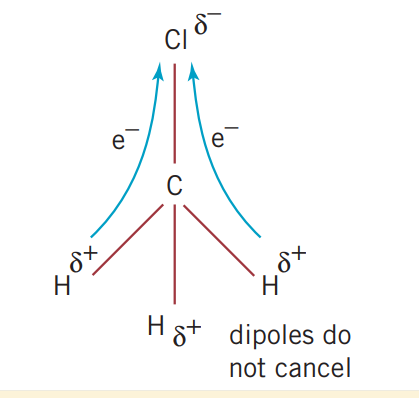 Cl δ⁻
e⁻ e⁻
C
δ+ δ+
H H
H δ+
dipoles do
not cancel